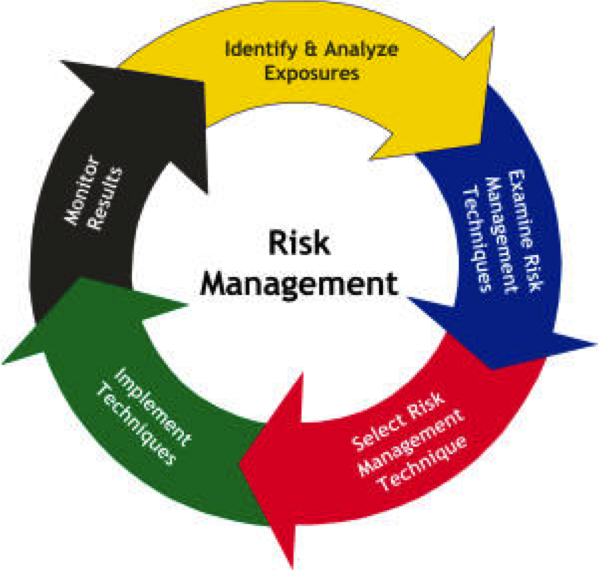 Identify & Analyze
Exposures
Examine Risk
Management
Techniques
Select Risk
Management
Technique
Implement
Techniques
Monitor
Results
Risk
Management